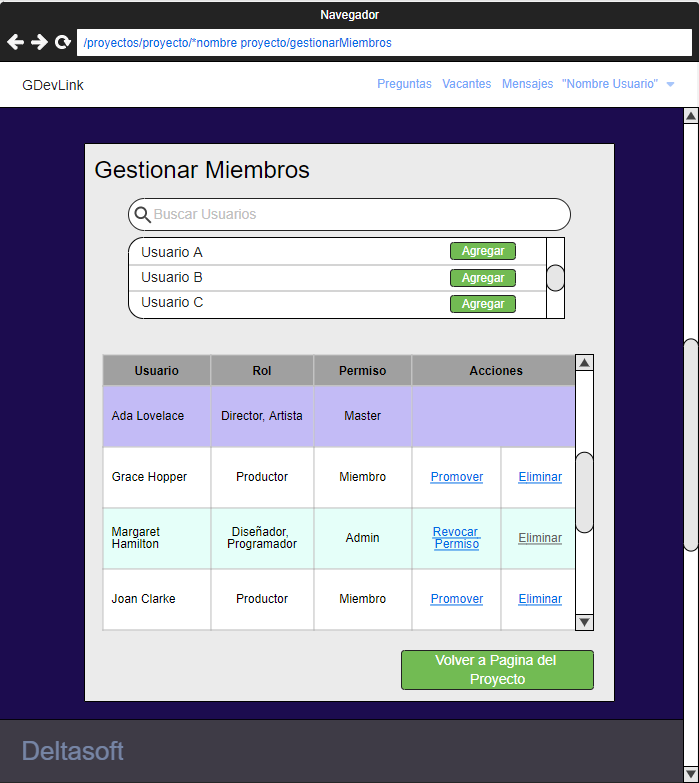 Navegador
/proyectos/proyecto/*nombre proyecto/gestionarMiembros
GDevLink Preguntas Vacantes Mensajes "Nombre Usuario"
Gestionar Miembros
Buscar Usuarios
Usuario A Agregar
Usuario B Agregar
Usuario C Agregar
Usuario Rol Permiso Acciones
Ada Lovelace Director, Artista Master
Grace Hopper Productor Miembro Promover Eliminar
Margaret Hamilton Diseñador, Programador Admin Revocar Permiso Eliminar
Joan Clarke Productor Miembro Promover Eliminar
Volver a Pagina del
Proyecto
Deltasoft